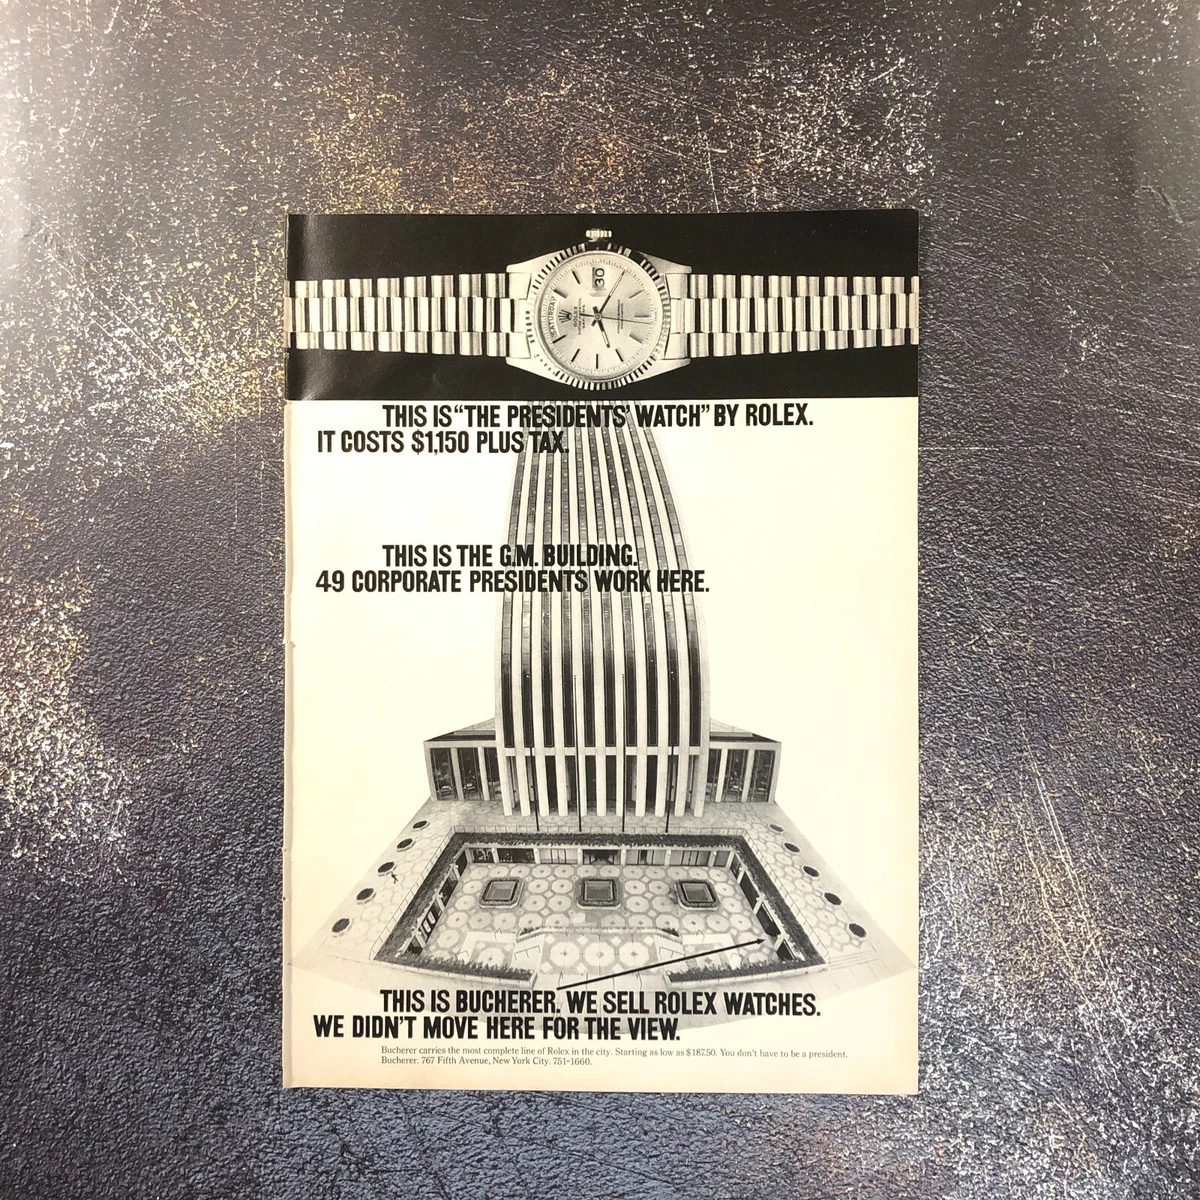 SATURDAY
30
ROLEX
THIS IS “THE PRESIDENTS’ WATCH” BY ROLEX.
IT COSTS $1,150 PLUS TAX.
THIS IS THE G.M. BUILDING.
49 CORPORATE PRESIDENTS WORK HERE.
THIS IS BUCHERER. WE SELL ROLEX WATCHES.
WE DIDN’T MOVE HERE FOR THE VIEW.
Bucherer carries the most complete line of Rolex in the city. Starting as low as $187.50. You don’t have to be a president.
Bucherer. 767 Fifth Avenue, New York City. 751-1660.